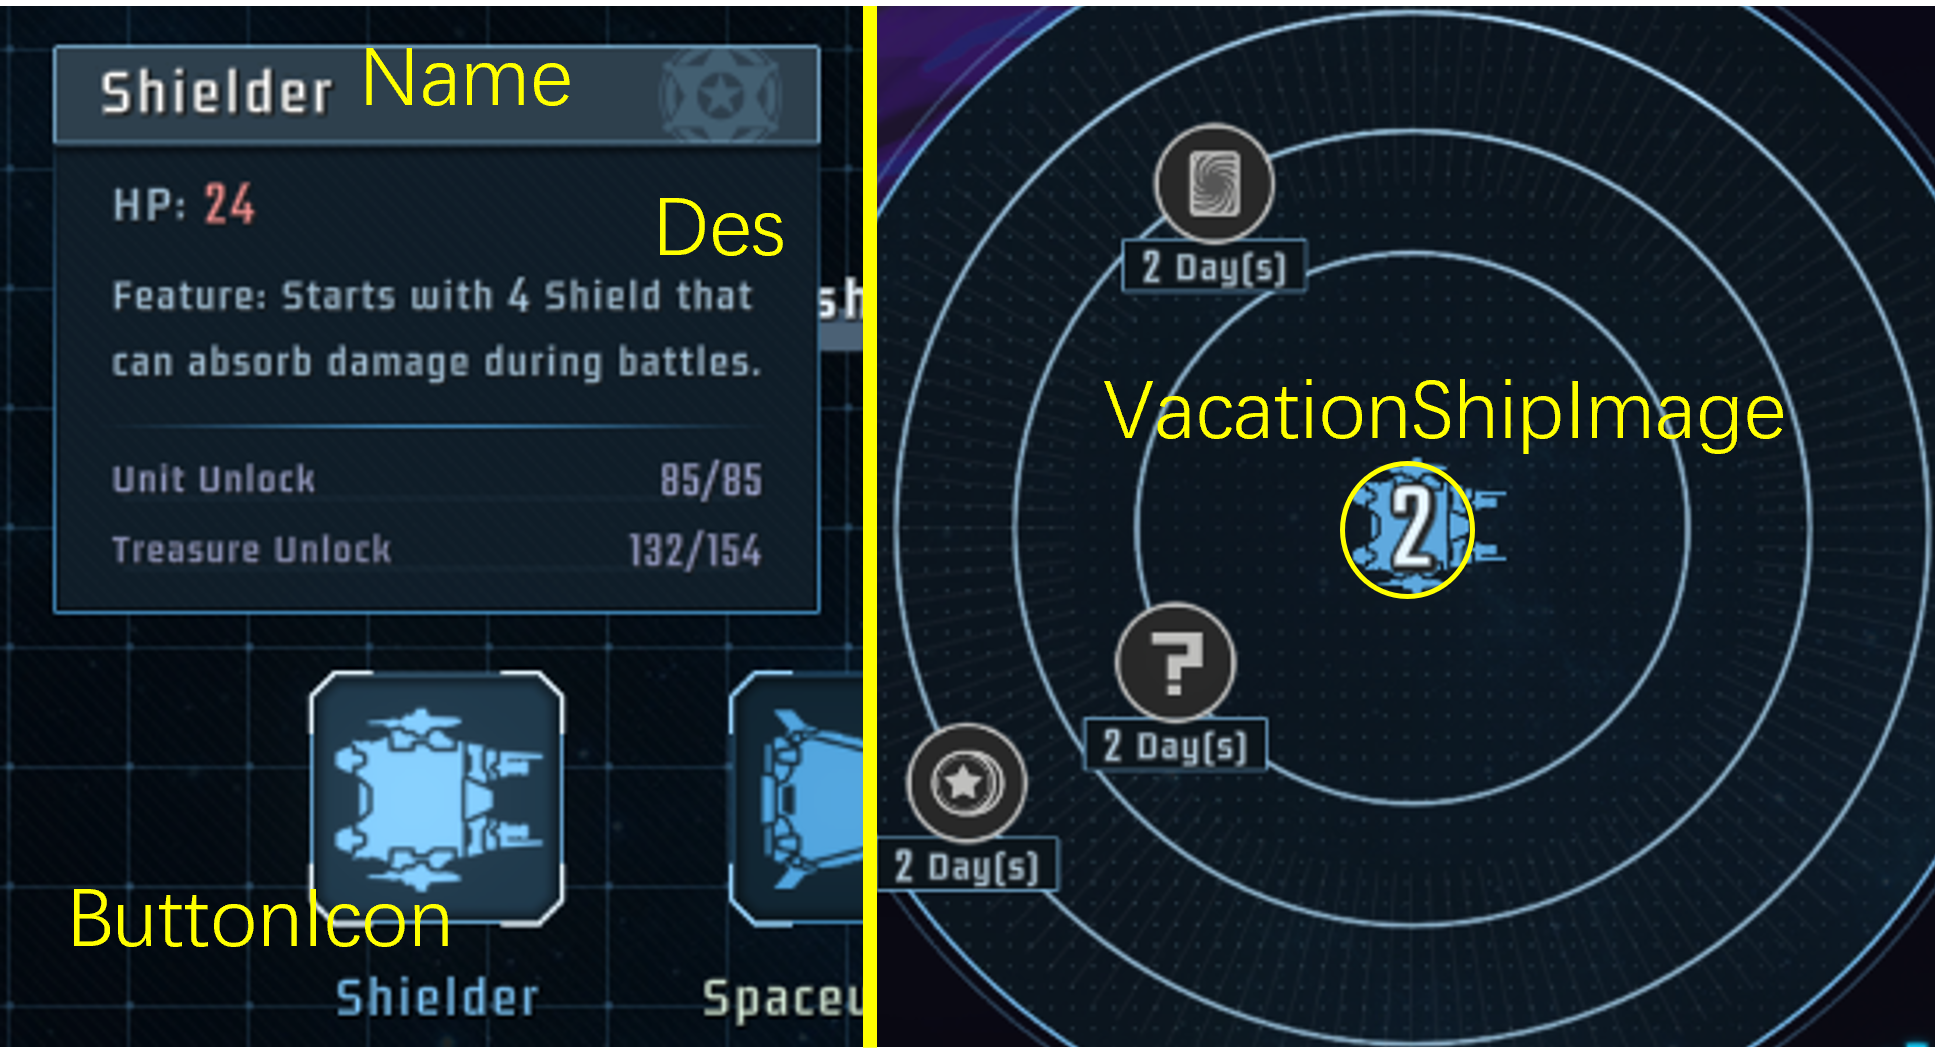 Shielder Name
HP: 24
Des
Feature: Starts with 4 Shield that
can absorb damage during battles.
Unit Unlock 85/85
Treasure Unlock 132/154
ButtonIcon
Shielder
2 Day(s)
VacationShipImage
2
?
2 Day(s)
2 Day(s)